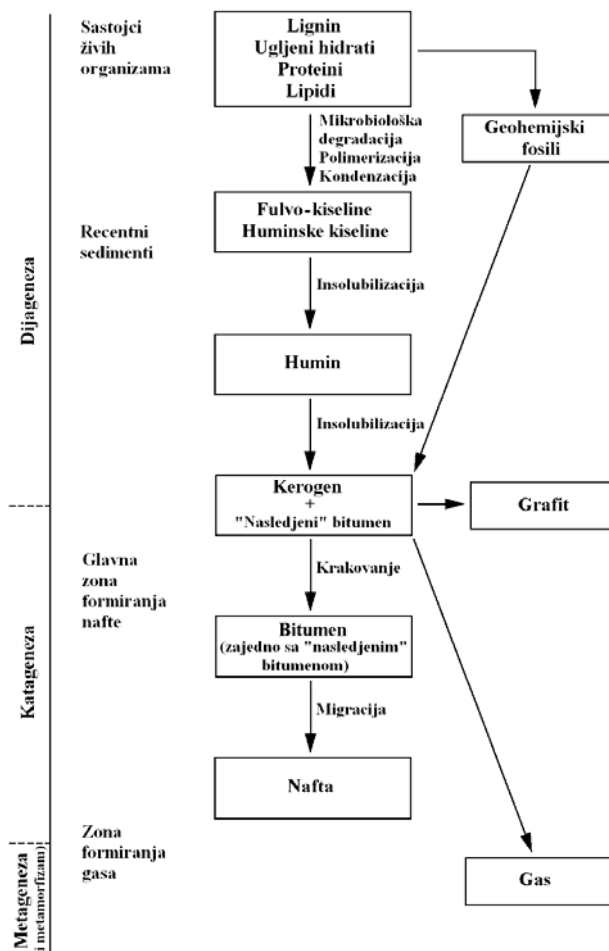 Sastojci
živih
organizama
Lignin
Ugljeni hidrati
Proteini
Lipidi
Mikrobiološka
degradacija
Polimerizacija
Kondenzacija
Geohemijski
fosili
Recentni
sedimenti
Fulvo-kiseline
Huminske kiseline
Insolubilizacija
Dijageneza
Humin
Insolubilizacija
Kerogen
+
"Nasledjeni" bitumen
Grafit
Krakovanje
Glavna
zona
formiranja
nafte
Bitumen
(zajedno sa "nasledjenim"
bitumenom)
Katageneza
Migracija
Nafta
Zona
formiranja
gasa
Gas
Metageneza
i metamorfizam)